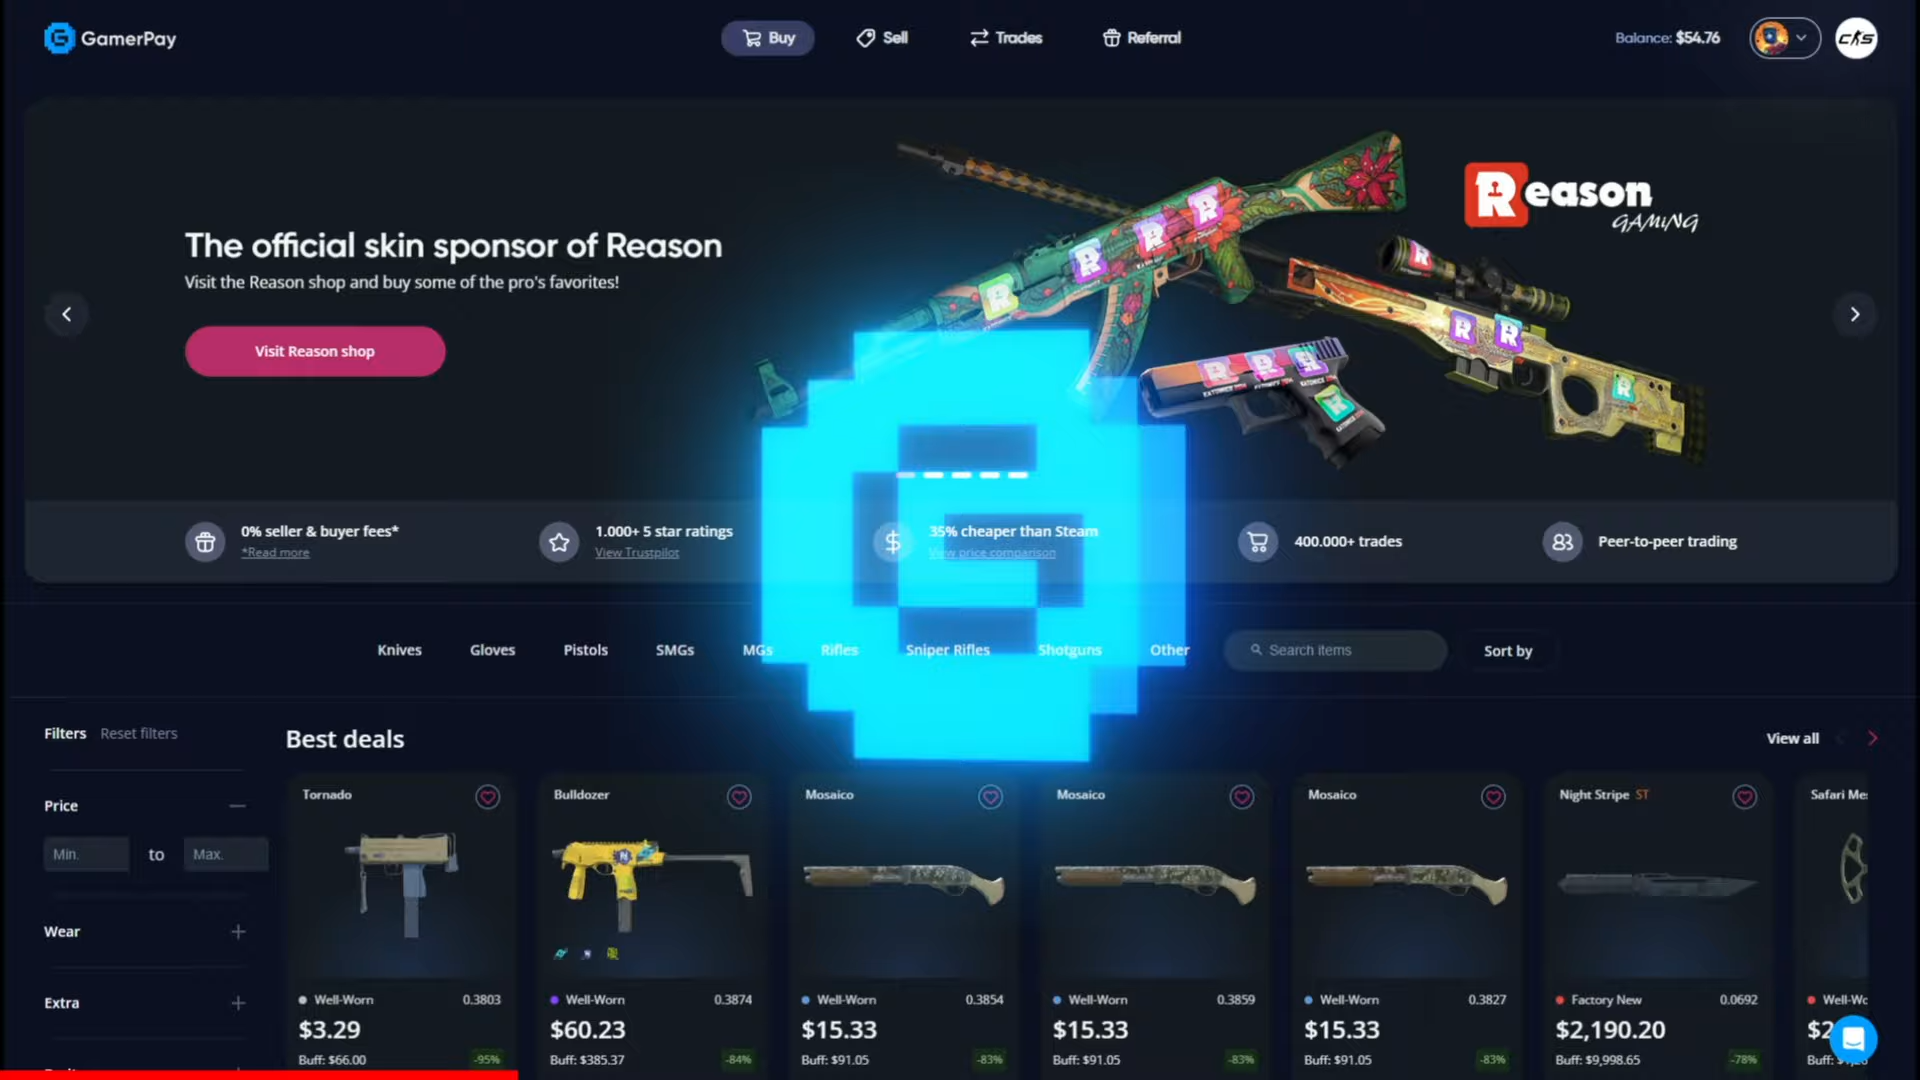 GamerPay
Buy
Sell
Trades
Referral
Balance: $54.76
The official skin sponsor of Reason
Visit the Reason shop and buy some of the pro's favorites!
Visit Reason shop
Reason
GAMING
0% seller & buyer fees*
*Read more
1.000+ 5 star ratings
View Trustpilot
35% cheaper than Steam
View price comparison
400.000+ trades
Peer-to-peer trading
Knives Gloves Pistols SMGs MGs Rifles Sniper Rifles Shotguns Other
Search items
Sort by
Filters Reset filters
Best deals
View all
Price
Min. to Max.
Wear
Extra
Tornado
Well-Worn 0.3803
$3.29
Buff: $66.00 -95%
Bulldozer
Well-Worn 0.3874
$60.23
Buff: $385.37 -84%
Mosaico
Well-Worn 0.3854
$15.33
Buff: $91.05 -83%
Mosaico
Well-Worn 0.3859
$15.33
Buff: $91.05 -83%
Mosaico
Well-Worn 0.3827
$15.33
Buff: $91.05 -83%
Night Stripe ST
Factory New 0.0692
$2,190.20
Buff: $9,998.65 -78%
Safari Me
Well-Wo
$2
Buff: